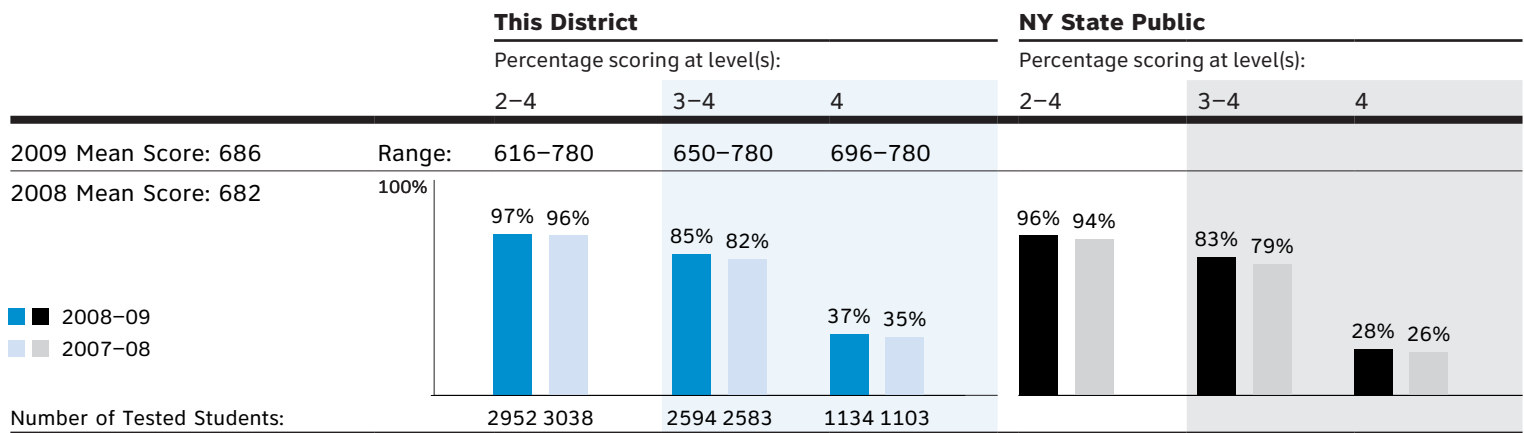 This District NY State Public
Percentage scoring at level(s): Percentage scoring at level(s):
2–4 3–4 4 2–4 3–4 4
2009 Mean Score: 686 Range: 616–780 650–780 696–780
2008 Mean Score: 682 100%
97% 96% 85% 82% 37% 35% 96% 94% 83% 79% 28% 26%
2008–09
2007–08
Number of Tested Students: 2952 3038 2594 2583 1134 1103